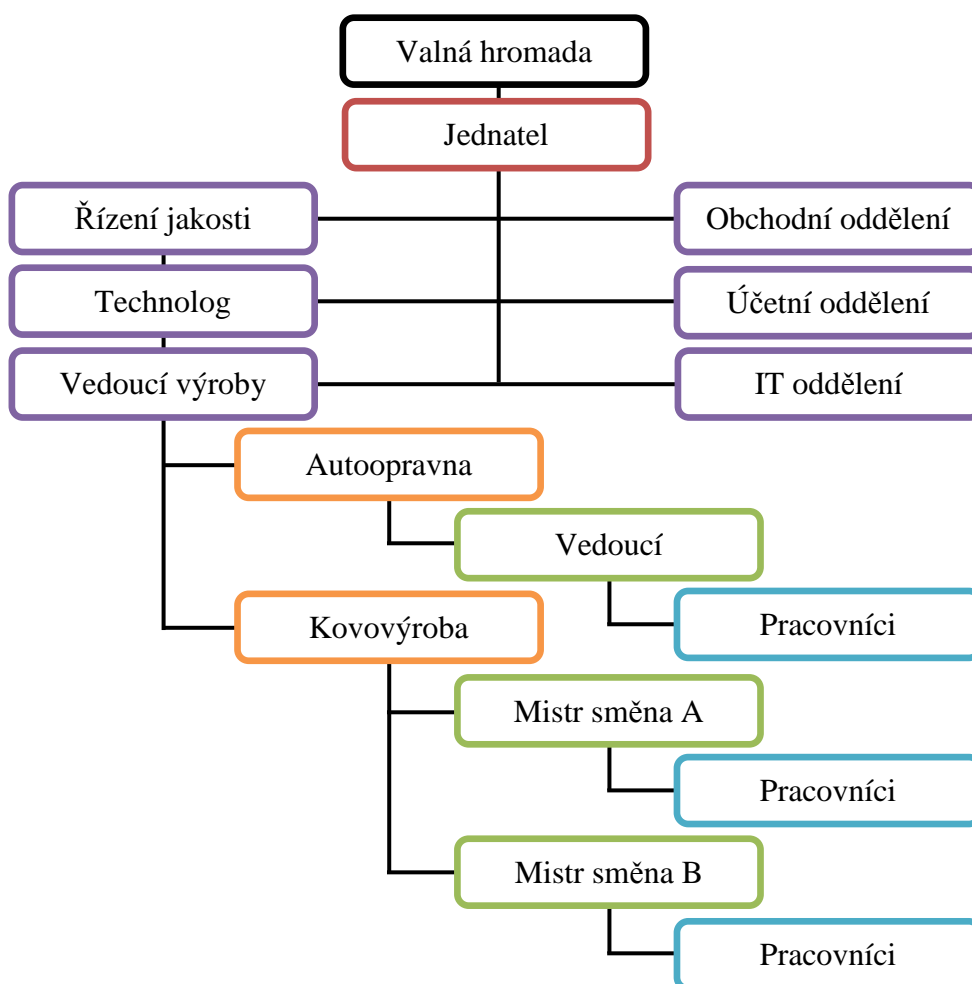 Valná hromada
Jednatel
Řízení jakosti
Obchodní oddělení
Technolog
Účetní oddělení
Vedoucí výroby
IT oddělení
Autoopravna
Vedoucí
Kovovýroba
Pracovníci
Mistr směna A
Pracovníci
Mistr směna B
Pracovníci